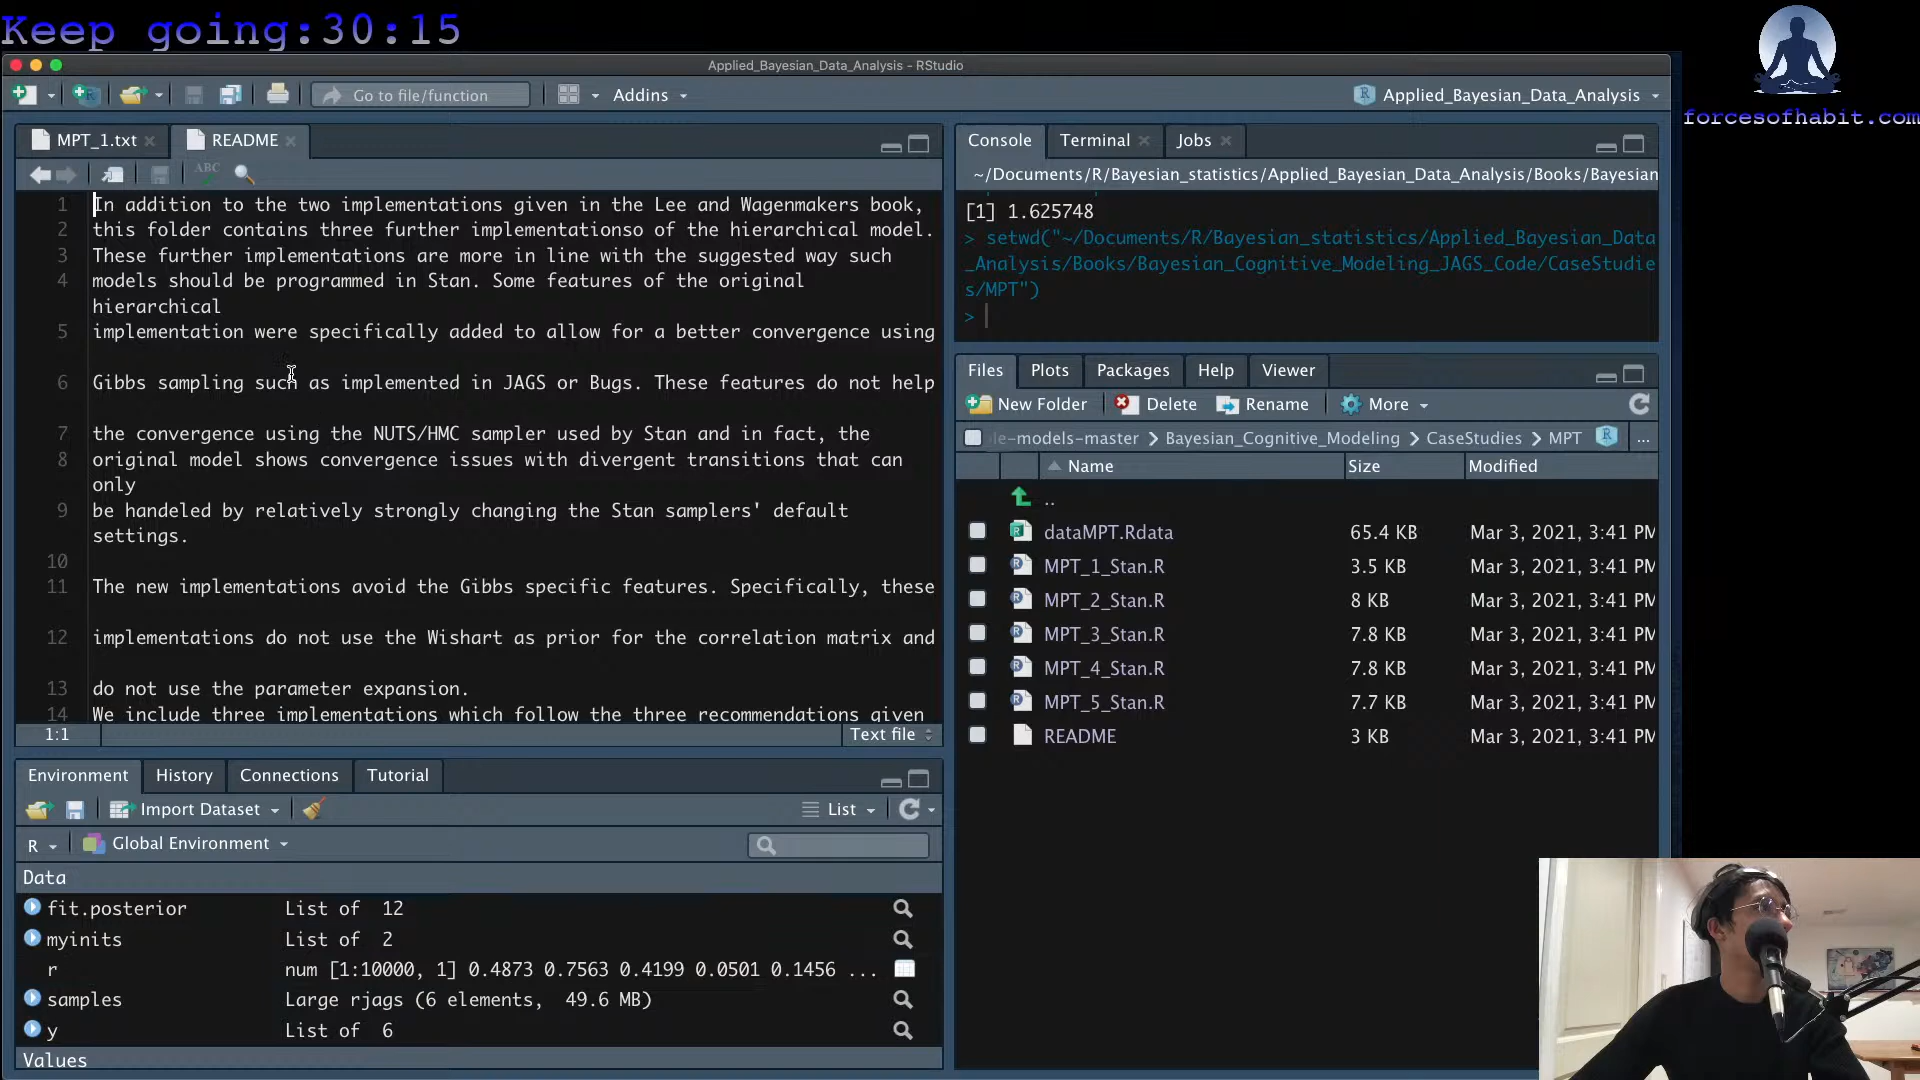 Keep going:30:15
forcesofhabit.com
Applied_Bayesian_Data_Analysis - RStudio
Go to file/function
Addins
Applied_Bayesian_Data_Analysis
MPT_1.txt
README
ABC
1 In addition to the two implementations given in the Lee and Wagenmakers book,
2 this folder contains three further implementationso of the hierarchical model.
3 These further implementations are more in line with the suggested way such
4 models should be programmed in Stan. Some features of the original
hierarchical
5 implementation were specifically added to allow for a better convergence using
6 Gibbs sampling such as implemented in JAGS or Bugs. These features do not help
7 the convergence using the NUTS/HMC sampler used by Stan and in fact, the
8 original model shows convergence issues with divergent transitions that can
only
9 be handeled by relatively strongly changing the Stan samplers' default
settings.
10
11 The new implementations avoid the Gibbs specific features. Specifically, these
12 implementations do not use the Wishart as prior for the correlation matrix and
13 do not use the parameter expansion.
14 We include three implementations which follow the three recommendations given
1:1
Text file
Console
Terminal
Jobs
~/Documents/R/Bayesian_statistics/Applied_Bayesian_Data_Analysis/Books/Bayesian
[1] 1.625748
> setwd("~/Documents/R/Bayesian_statistics/Applied_Bayesian_Data
_Analysis/Books/Bayesian_Cognitive_Modeling_JAGS_Code/CaseStudie
s/MPT")
>
Files
Plots
Packages
Help
Viewer
New Folder
Delete
Rename
More
le-models-master > Bayesian_Cognitive_Modeling > CaseStudies > MPT
...
Name Size Modified
..
dataMPT.Rdata 65.4 KB Mar 3, 2021, 3:41 PM
MPT_1_Stan.R 3.5 KB Mar 3, 2021, 3:41 PM
MPT_2_Stan.R 8 KB Mar 3, 2021, 3:41 PM
MPT_3_Stan.R 7.8 KB Mar 3, 2021, 3:41 PM
MPT_4_Stan.R 7.8 KB Mar 3, 2021, 3:41 PM
MPT_5_Stan.R 7.7 KB Mar 3, 2021, 3:41 PM
README 3 KB Mar 3, 2021, 3:41 PM
Environment
History
Connections
Tutorial
Import Dataset
List
R
Global Environment
Data
fit.posterior List of 12
myinits List of 2
r num [1:10000, 1] 0.4873 0.7563 0.4199 0.0501 0.1456 ...
samples Large rjags (6 elements, 49.6 MB)
y List of 6
Values